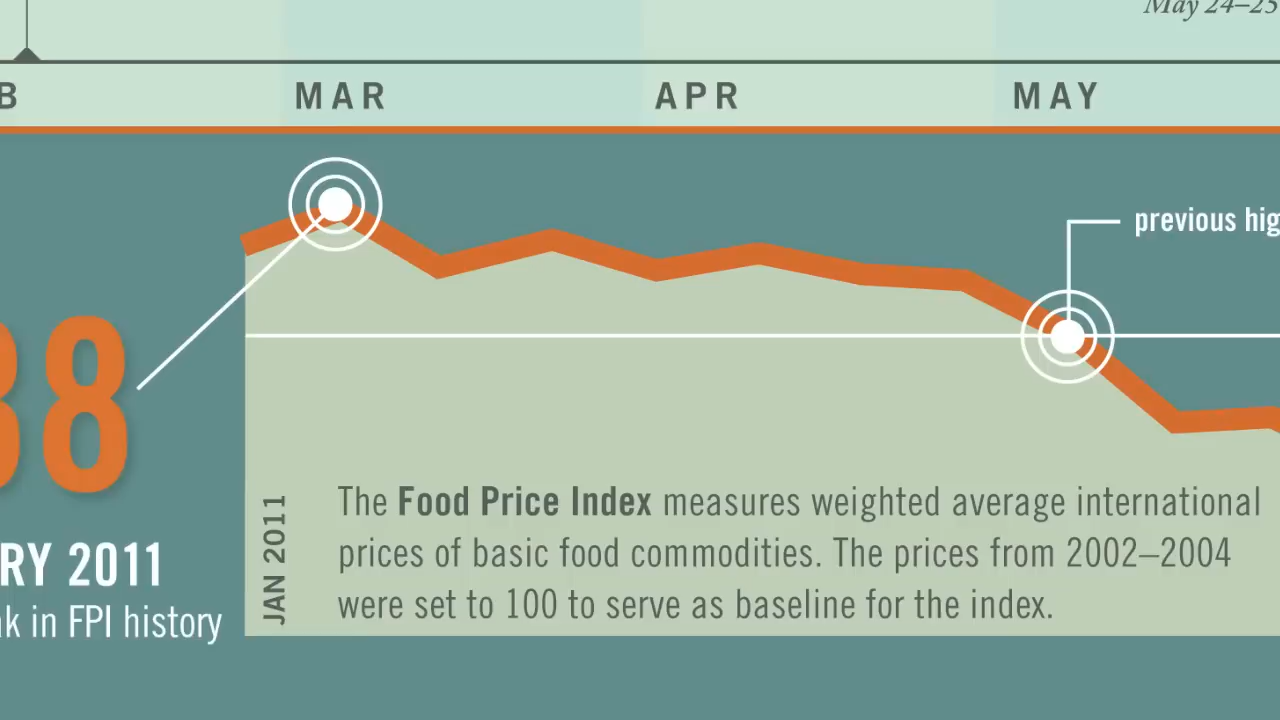 May 24–25
B MAR APR MAY
previous hig
38
RY 2011
ak in FPI history
JAN 2011
The Food Price Index measures weighted average international
prices of basic food commodities. The prices from 2002–2004
were set to 100 to serve as baseline for the index.